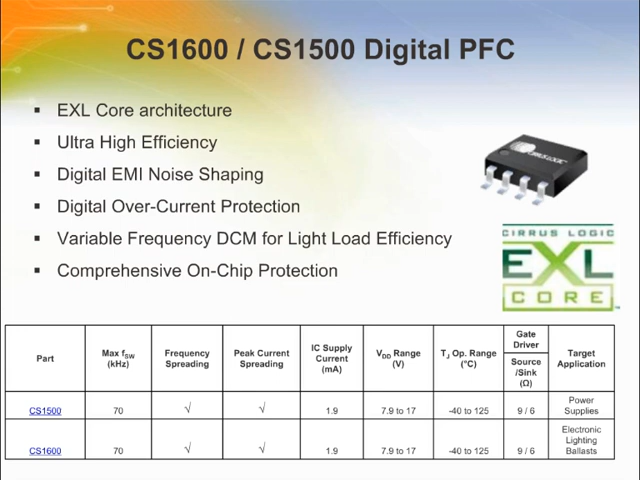 CS1600 / CS1500 Digital PFC
▪ EXL Core architecture
▪ Ultra High Efficiency
▪ Digital EMI Noise Shaping
▪ Digital Over-Current Protection
▪ Variable Frequency DCM for Light Load Efficiency
▪ Comprehensive On-Chip Protection
CIRRUS LOGIC
CIRRUS LOGIC
EXL
CORE
Part
Max fSW
(kHz)
Frequency
Spreading
Peak Current
Spreading
IC Supply
Current
(mA)
VDD Range
(V)
TJ Op. Range
(°C)
Gate
Driver
Source
/Sink
(Ω)
Target
Application
CS1500 70 √ √ 1.9 7.9 to 17 -40 to 125 9 / 6 Power
Supplies
CS1600 70 √ √ 1.9 7.9 to 17 -40 to 125 9 / 6 Electronic
Lighting
Ballasts